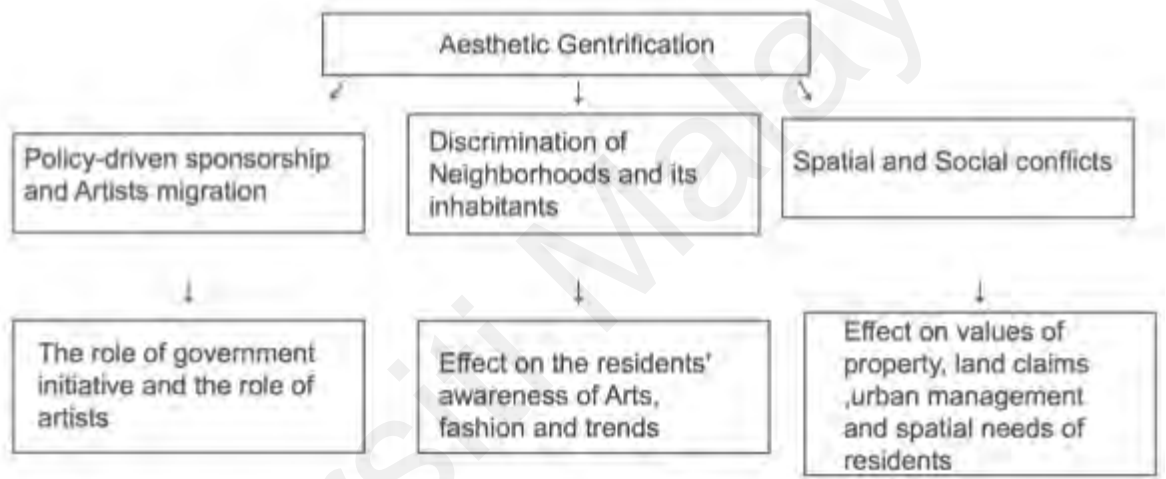 Aesthetic Gentrification
Policy-driven sponsorship
and Artists migration
Discrimination of
Neighborhoods and its
inhabitants
Spatial and Social conflicts
The role of government
initiative and the role of
artists
Effect on the residents'
awareness of Arts,
fashion and trends
Effect on values of
property, land claims
,urban management
and spatial needs of
residents